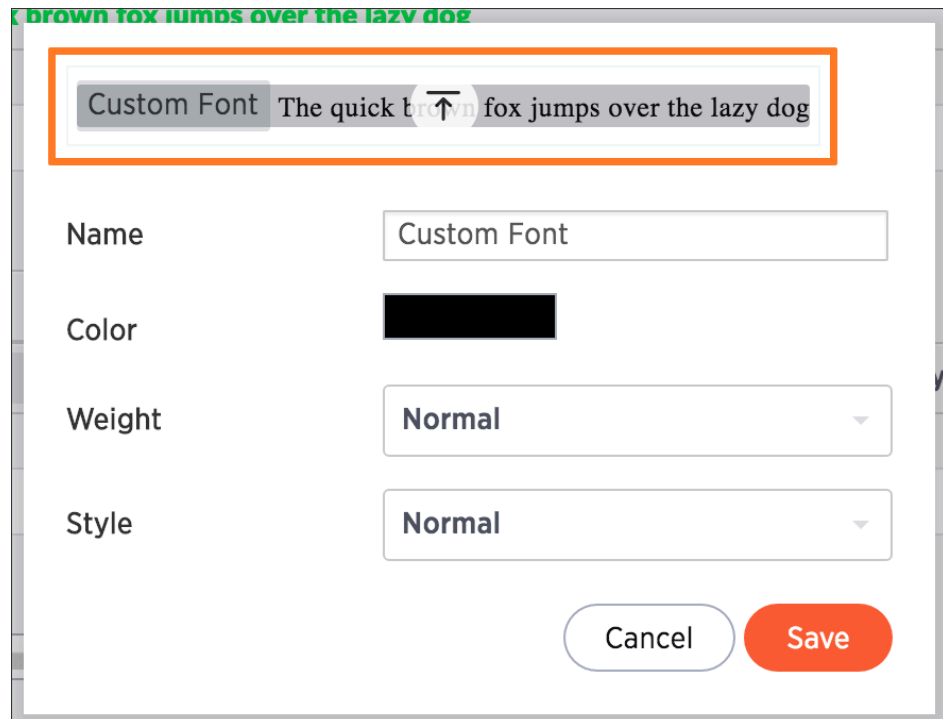 k brown fox jumps over the lazy dog
Custom Font The quick brown fox jumps over the lazy dog
Name Custom Font
Color
Weight Normal
Style Normal
Cancel Save